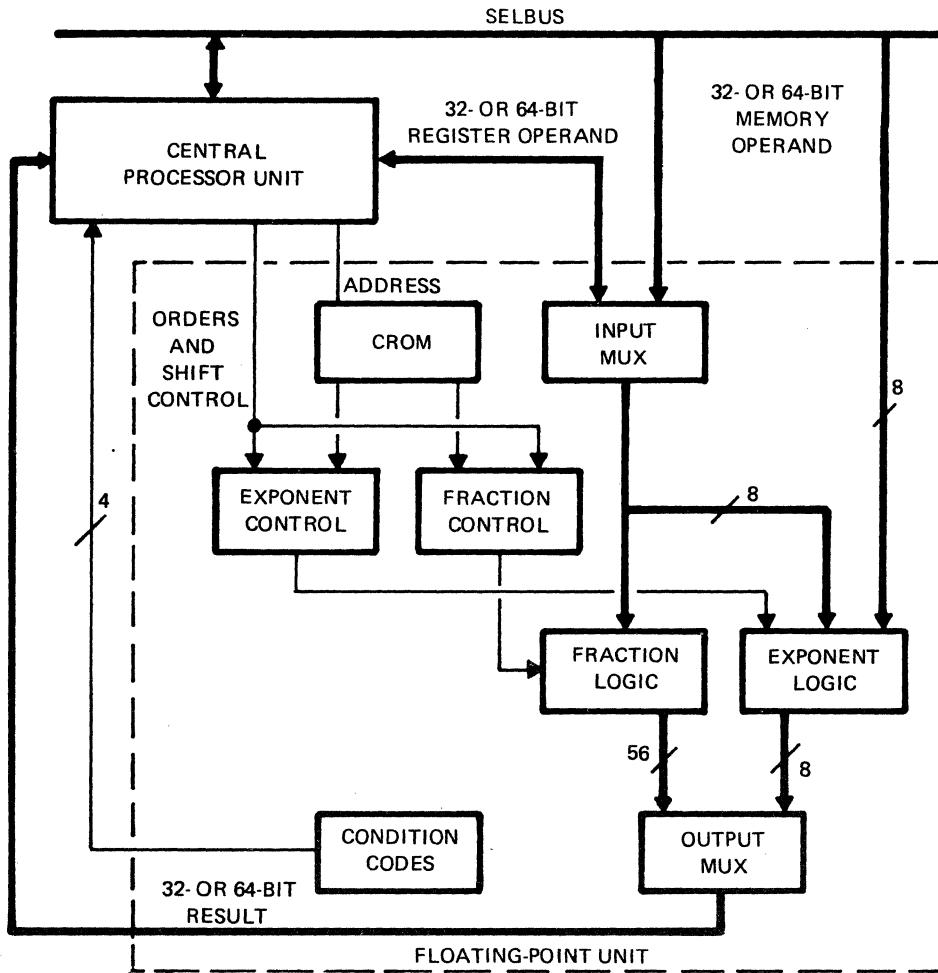 SELBUS
32- OR 64-BIT
REGISTER OPERAND
32- OR 64-BIT
MEMORY
OPERAND
CENTRAL
PROCESSOR UNIT
ADDRESS
ORDERS
AND
SHIFT
CONTROL
CROM
INPUT
MUX
8
4
EXPONENT
CONTROL
FRACTION
CONTROL
8
FRACTION
LOGIC
EXPONENT
LOGIC
56
8
CONDITION
CODES
OUTPUT
MUX
32- OR 64-BIT
RESULT
FLOATING-POINT UNIT